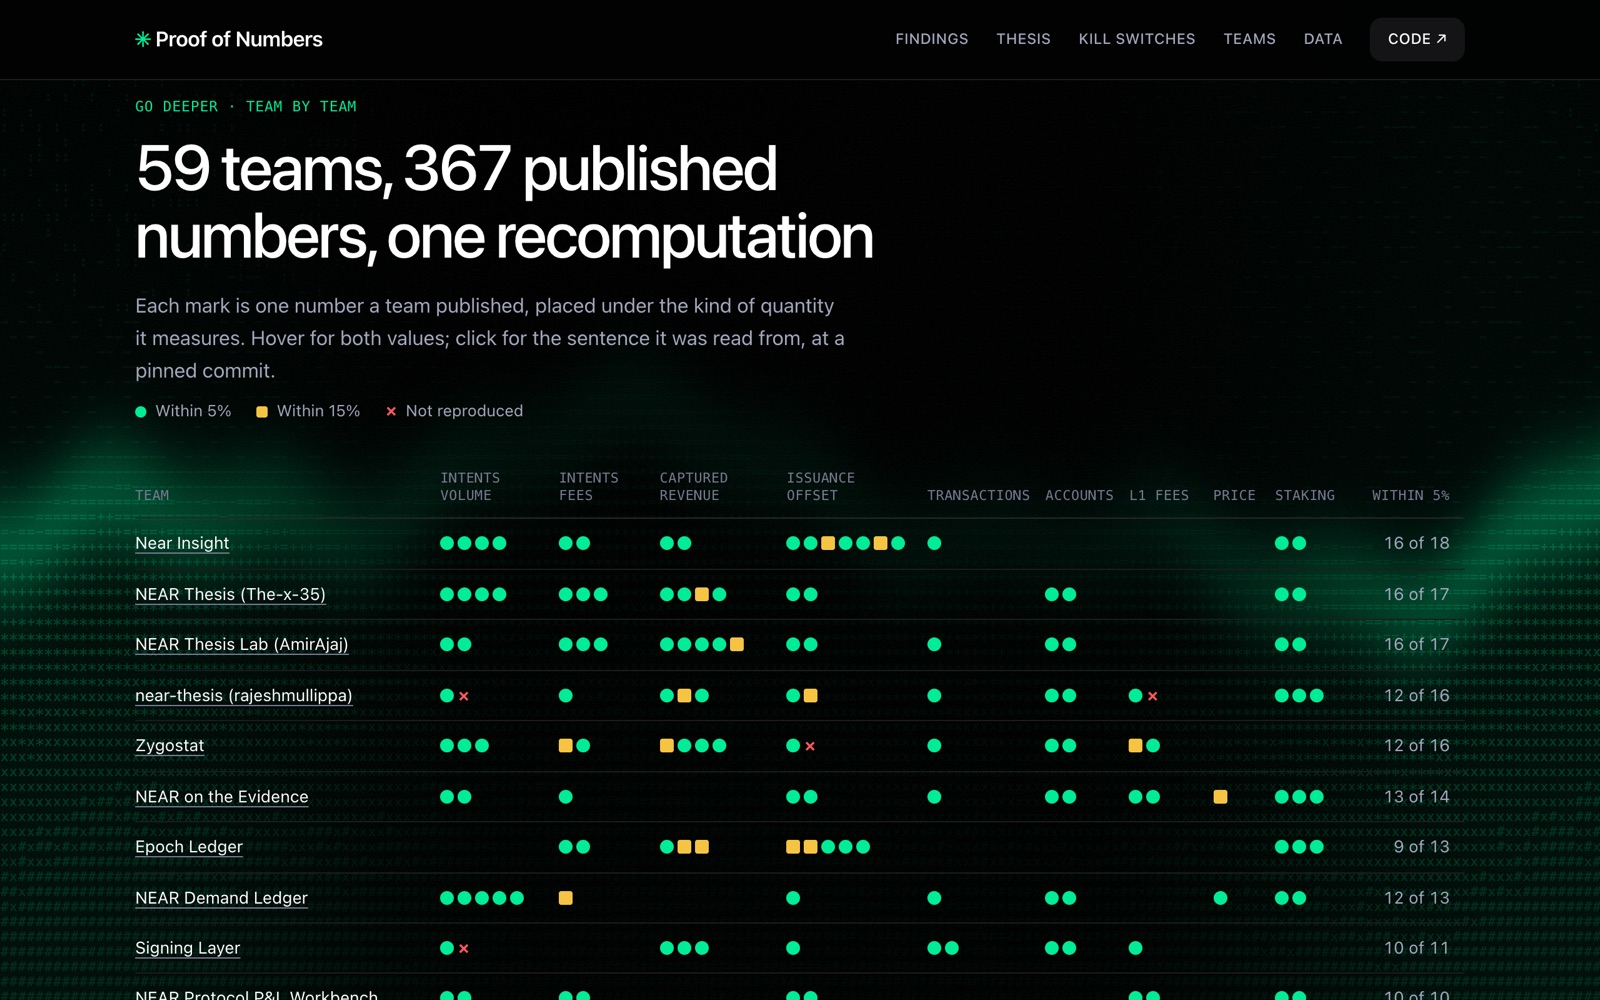 Proof of Numbers
FINDINGS THESIS KILL SWITCHES TEAMS DATA CODE ↗
GO DEEPER · TEAM BY TEAM
59 teams, 367 published
numbers, one recomputation
Each mark is one number a team published, placed under the kind of quantity
it measures. Hover for both values; click for the sentence it was read from, at a
pinned commit.
Within 5% Within 15% Not reproduced
TEAM INTENTS VOLUME INTENTS FEES CAPTURED REVENUE ISSUANCE OFFSET TRANSACTIONS ACCOUNTS L1 FEES PRICE STAKING WITHIN 5%
Near Insight 16 of 18
NEAR Thesis (The-x-35) 16 of 17
NEAR Thesis Lab (AmirAjaj) 16 of 17
near-thesis (rajeshmullippa) 12 of 16
Zygostat 12 of 16
NEAR on the Evidence 13 of 14
Epoch Ledger 9 of 13
NEAR Demand Ledger 12 of 13
Signing Layer 10 of 11
NEAR Protocol P&L Workbench 10 of 10